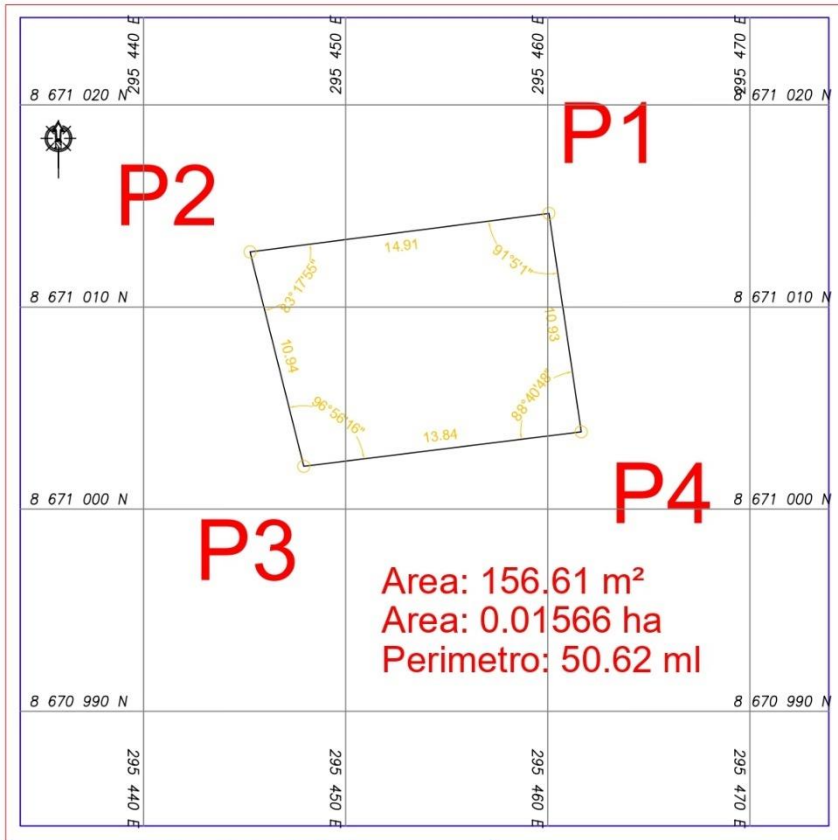 295 440 E
295 450 E
295 460 E
295 470 E
8 671 020 N
8 671 020 N
N
P1
P2
14.91
91°5'1"
83°17'55"
8 671 010 N
8 671 010 N
10.93
10.94
88°40'48"
96°56'16"
13.84
P4
8 671 000 N
8 671 000 N
P3
Area: 156.61 m²
Area: 0.01566 ha
Perimetro: 50.62 ml
8 670 990 N
8 670 990 N
295 440 E
295 450 E
295 460 E
295 470 E